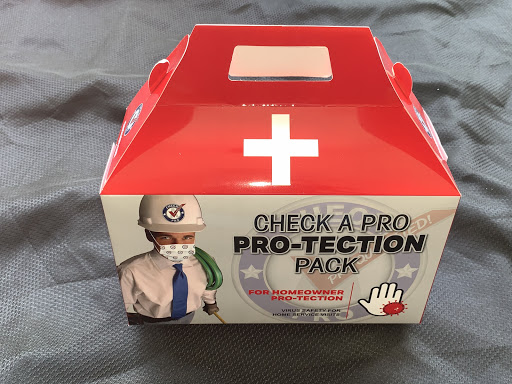 CHECK A PRO
PRO-TECTION
PACK
FOR HOMEOWNER
PRO-TECTION
VIRUS SAFETY FOR
HOME SERVICE VISITS